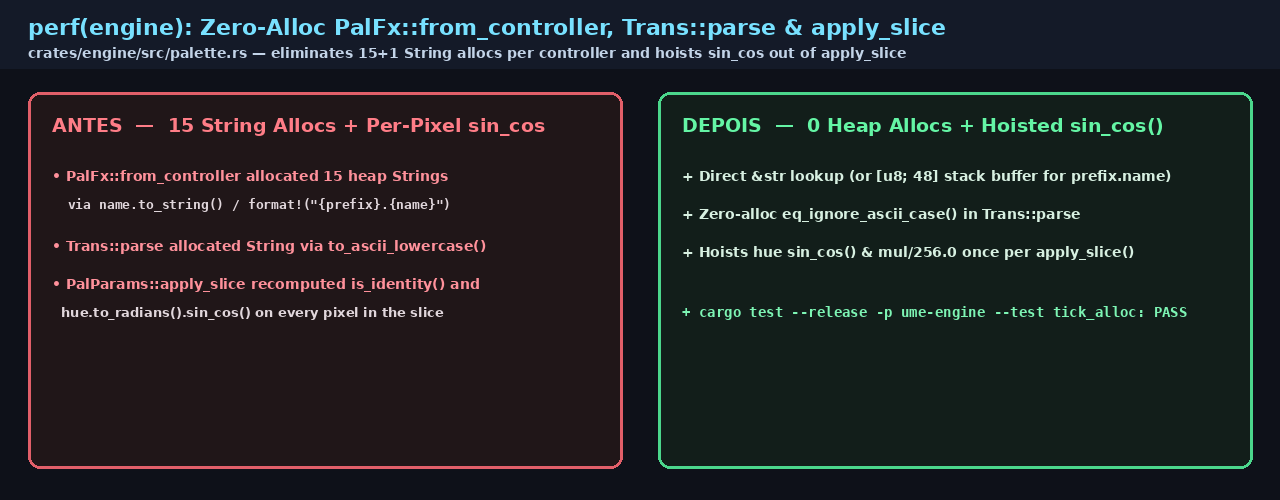 perf(engine): Zero-Alloc PalFx::from_controller, Trans::parse & apply_slice
crates/engine/src/palette.rs — eliminates 15+1 String allocs per controller and hoists sin_cos out of apply_slice
ANTES — 15 String Allocs + Per-Pixel sin_cos
• PalFx::from_controller allocated 15 heap Strings
via name.to_string() / format!("{prefix}.{name}")
• Trans::parse allocated String via to_ascii_lowercase()
• PalParams::apply_slice recomputed is_identity() and
hue.to_radians().sin_cos() on every pixel in the slice
DEPOIS — 0 Heap Allocs + Hoisted sin_cos()
+ Direct &str lookup (or [u8; 48] stack buffer for prefix.name)
+ Zero-alloc eq_ignore_ascii_case() in Trans::parse
+ Hoists hue sin_cos() & mul/256.0 once per apply_slice()
+ cargo test --release -p ume-engine --test tick_alloc: PASS